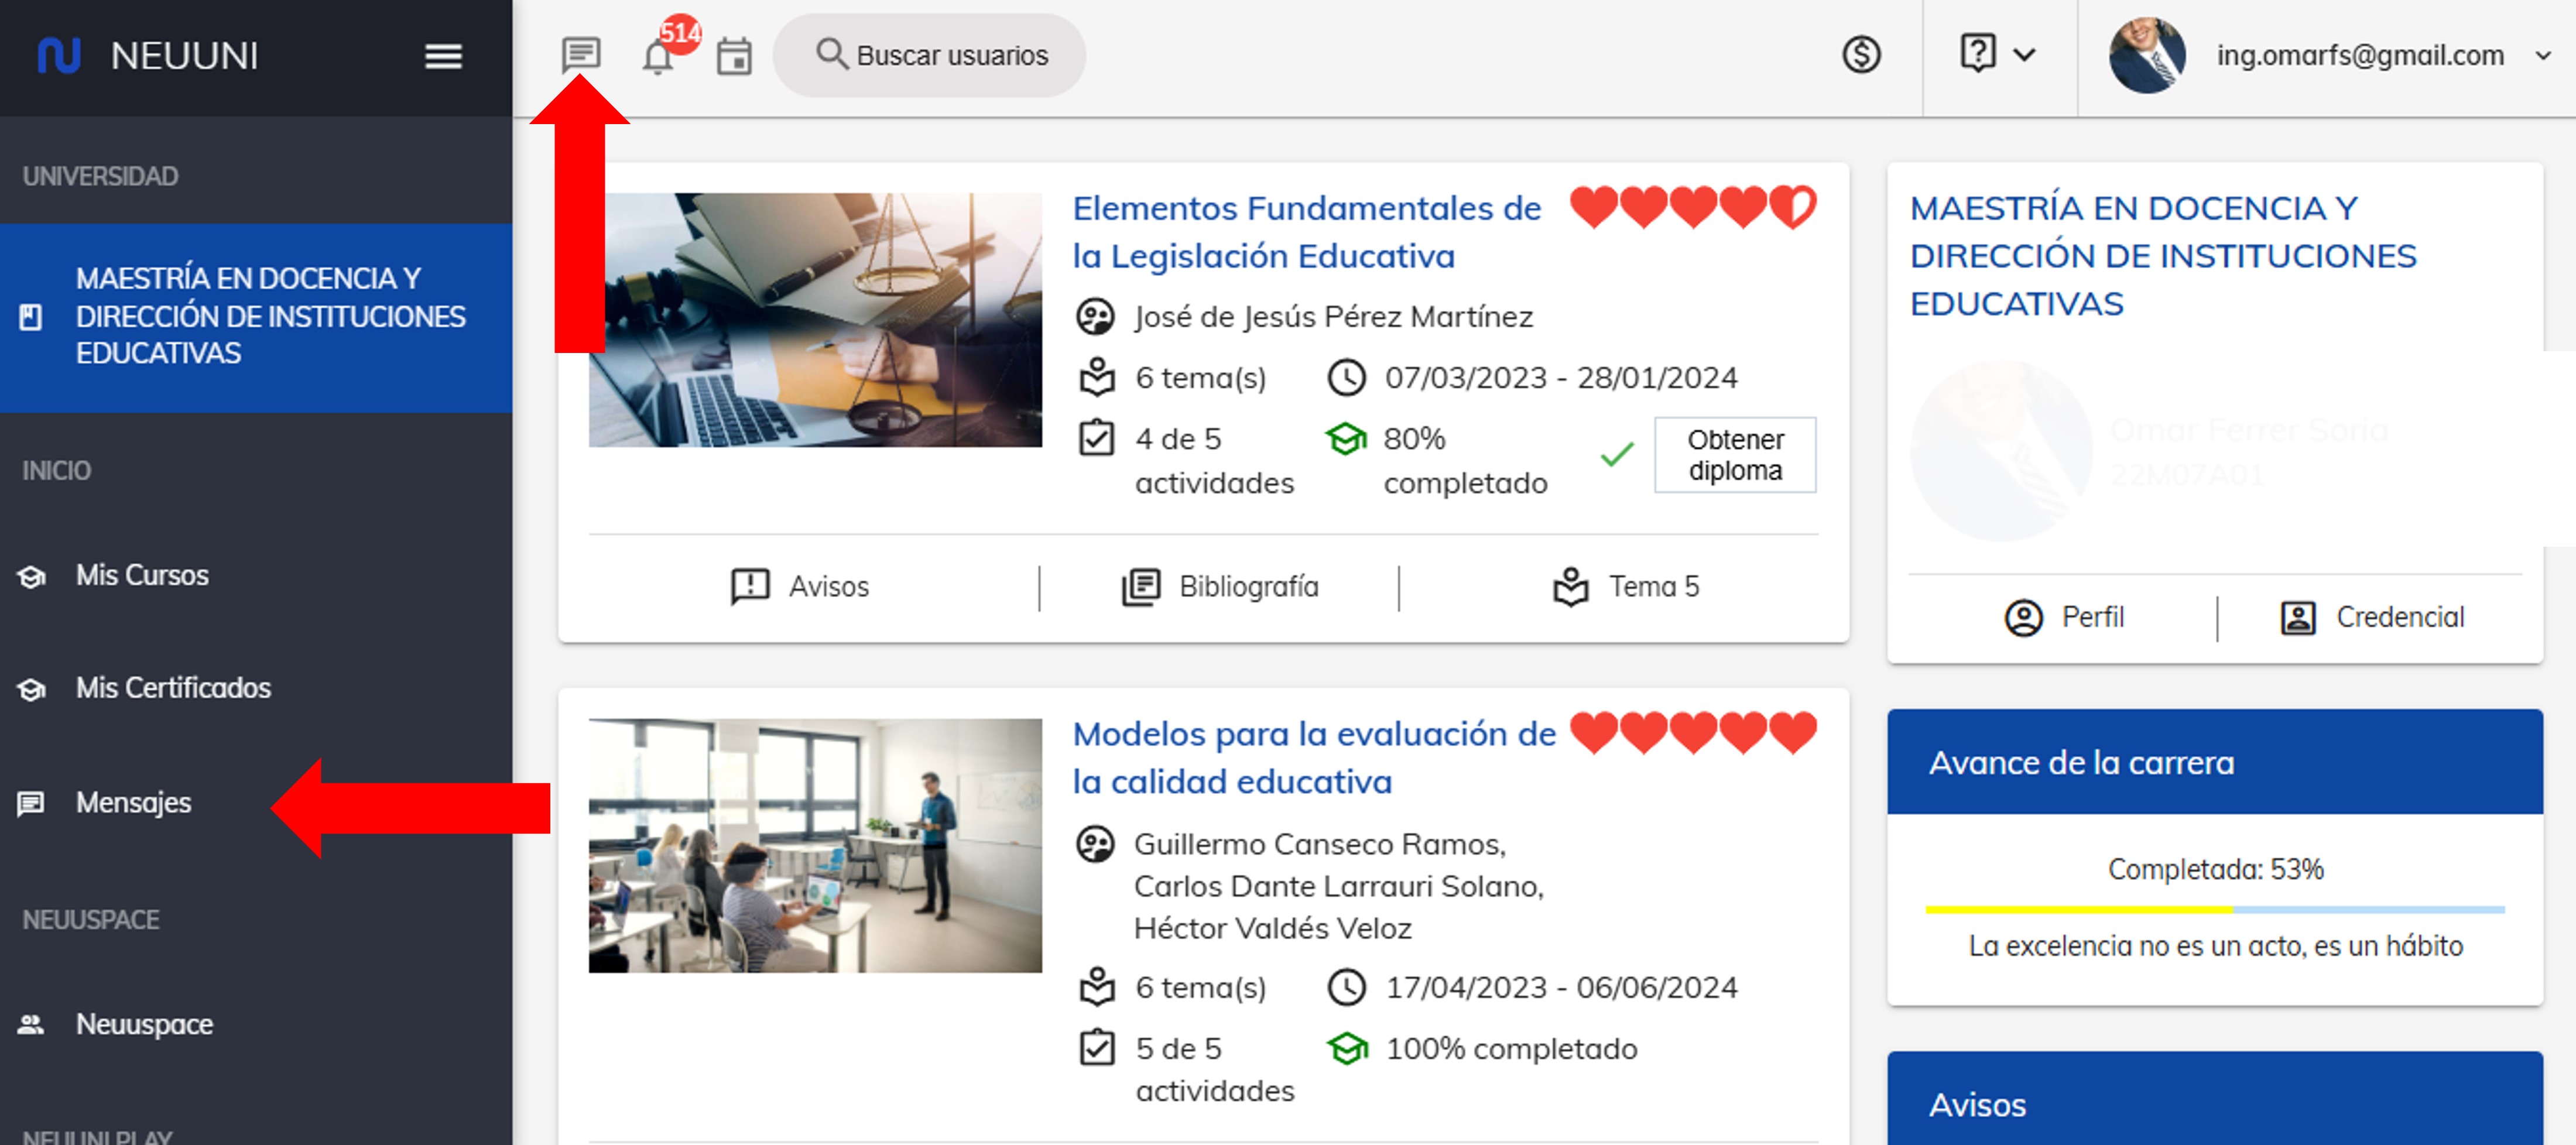 NEUUNI
514
Buscar usuarios
ing.omarfs@gmail.com
UNIVERSIDAD
MAESTRÍA EN DOCENCIA Y
DIRECCIÓN DE INSTITUCIONES
EDUCATIVAS
INICIO
Mis Cursos
Mis Certificados
Mensajes
NEUUSPACE
Neuuspace
NEUUNI PLAY
Elementos Fundamentales de
la Legislación Educativa
José de Jesús Pérez Martínez
6 tema(s)
07/03/2023 - 28/01/2024
4 de 5
actividades
80%
completado
Obtener
diploma
Avisos
Bibliografía
Tema 5
Modelos para la evaluación de
la calidad educativa
Guillermo Canseco Ramos,
Carlos Dante Larrauri Solano,
Héctor Valdés Veloz
6 tema(s)
17/04/2023 - 06/06/2024
5 de 5
actividades
100% completado
MAESTRÍA EN DOCENCIA Y
DIRECCIÓN DE INSTITUCIONES
EDUCATIVAS
Omar Ferrer Soria
22M07A01
Perfil
Credencial
Avance de la carrera
Completada: 53%
La excelencia no es un acto, es un hábito
Avisos